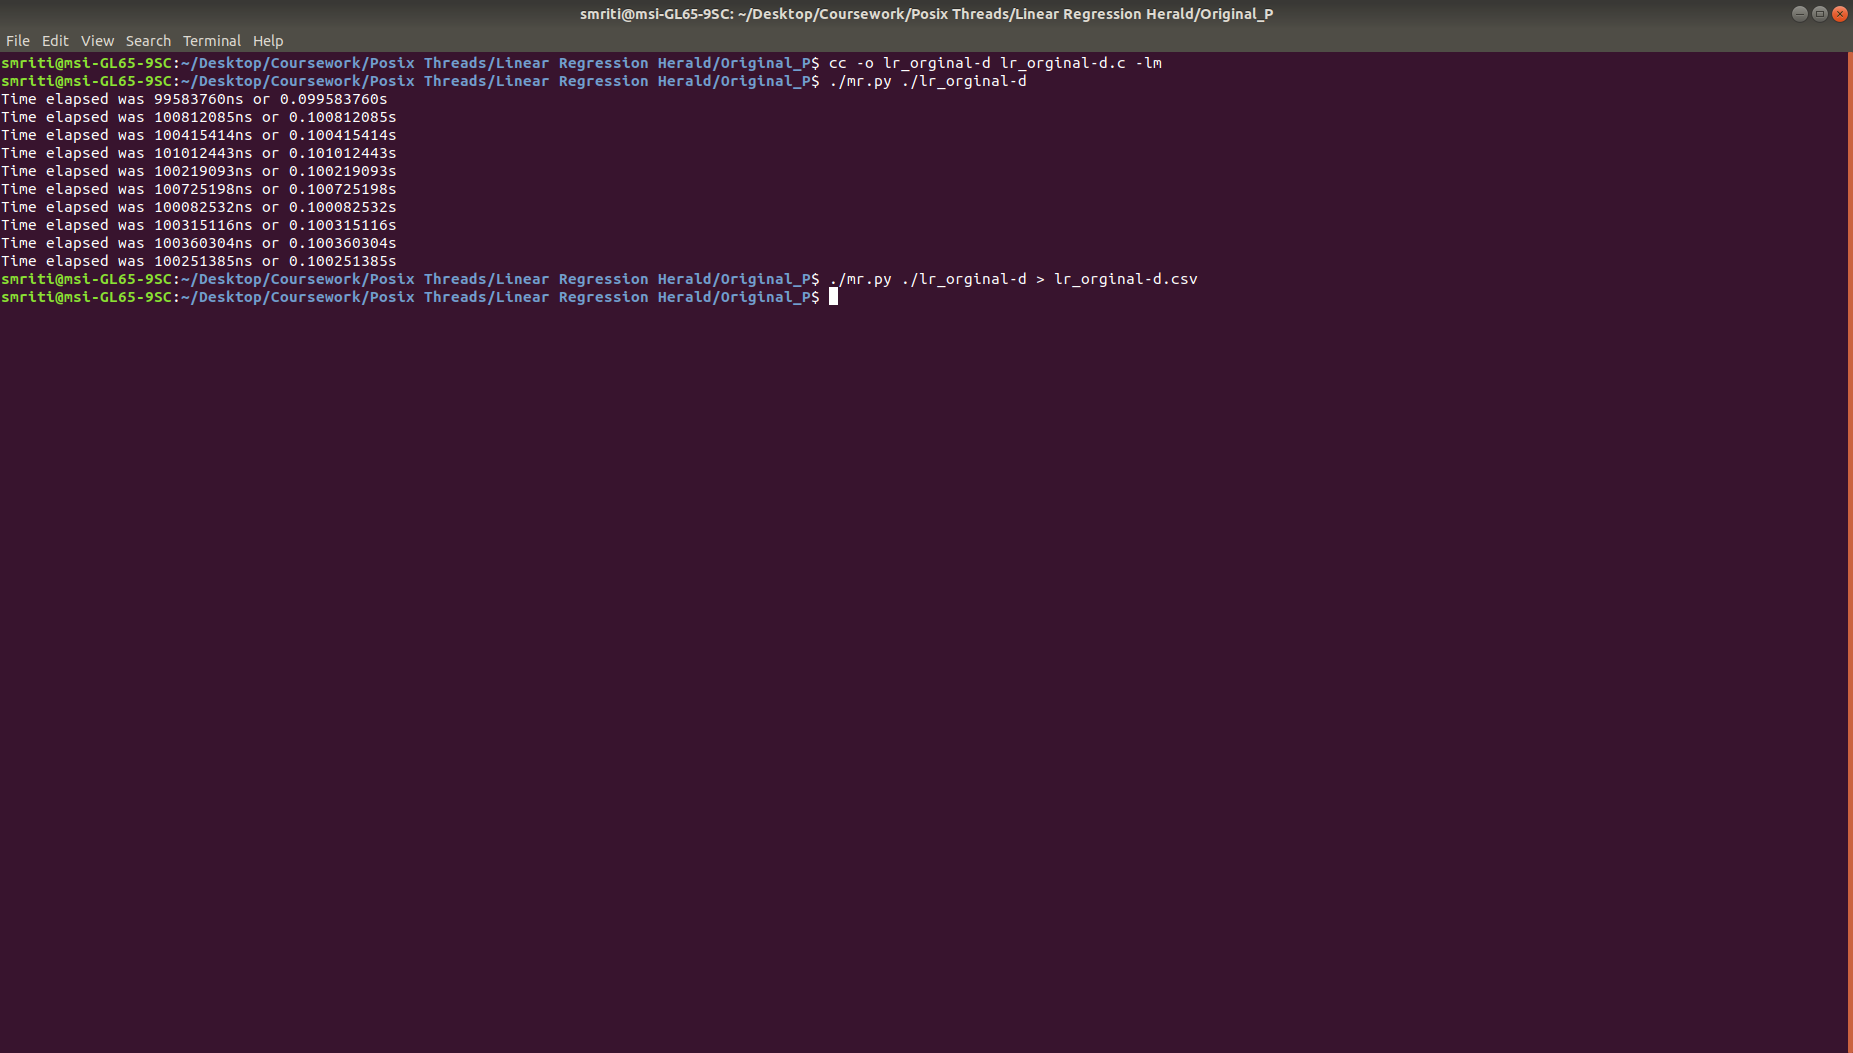 smriti@msi-GL65-9SC: ~/Desktop/Coursework/Posix Threads/Linear Regression Herald/Original_P
File Edit View Search Terminal Help
smriti@msi-GL65-9SC:~/Desktop/Coursework/Posix Threads/Linear Regression Herald/Original_P$ cc -o lr_orginal-d lr_orginal-d.c -lm
smriti@msi-GL65-9SC:~/Desktop/Coursework/Posix Threads/Linear Regression Herald/Original_P$ ./mr.py ./lr_orginal-d
Time elapsed was 99583760ns or 0.099583760s
Time elapsed was 100812085ns or 0.100812085s
Time elapsed was 100415414ns or 0.100415414s
Time elapsed was 101012443ns or 0.101012443s
Time elapsed was 100219093ns or 0.100219093s
Time elapsed was 100725198ns or 0.100725198s
Time elapsed was 100082532ns or 0.100082532s
Time elapsed was 100315116ns or 0.100315116s
Time elapsed was 100360304ns or 0.100360304s
Time elapsed was 100251385ns or 0.100251385s
smriti@msi-GL65-9SC:~/Desktop/Coursework/Posix Threads/Linear Regression Herald/Original_P$ ./mr.py ./lr_orginal-d > lr_orginal-d.csv
smriti@msi-GL65-9SC:~/Desktop/Coursework/Posix Threads/Linear Regression Herald/Original_P$